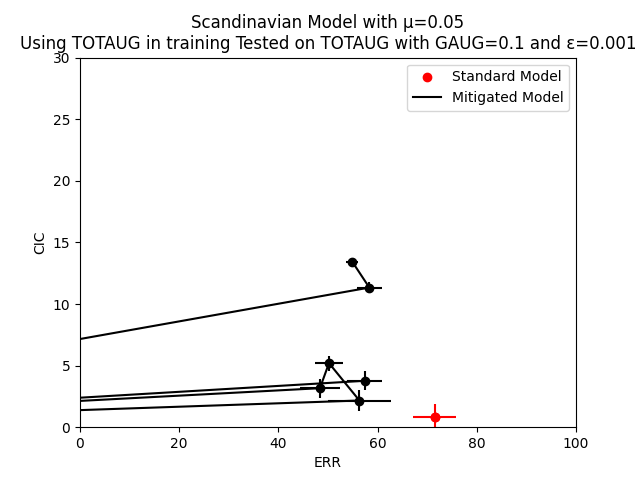 Scandinavian Model with μ=0.05
Using TOTAUG in training Tested on TOTAUG with GAUG=0.1 and ε=0.001
30
25
20
15
10
5
0
CIC
Standard Model
Mitigated Model
0 20 40 60 80 100
ERR